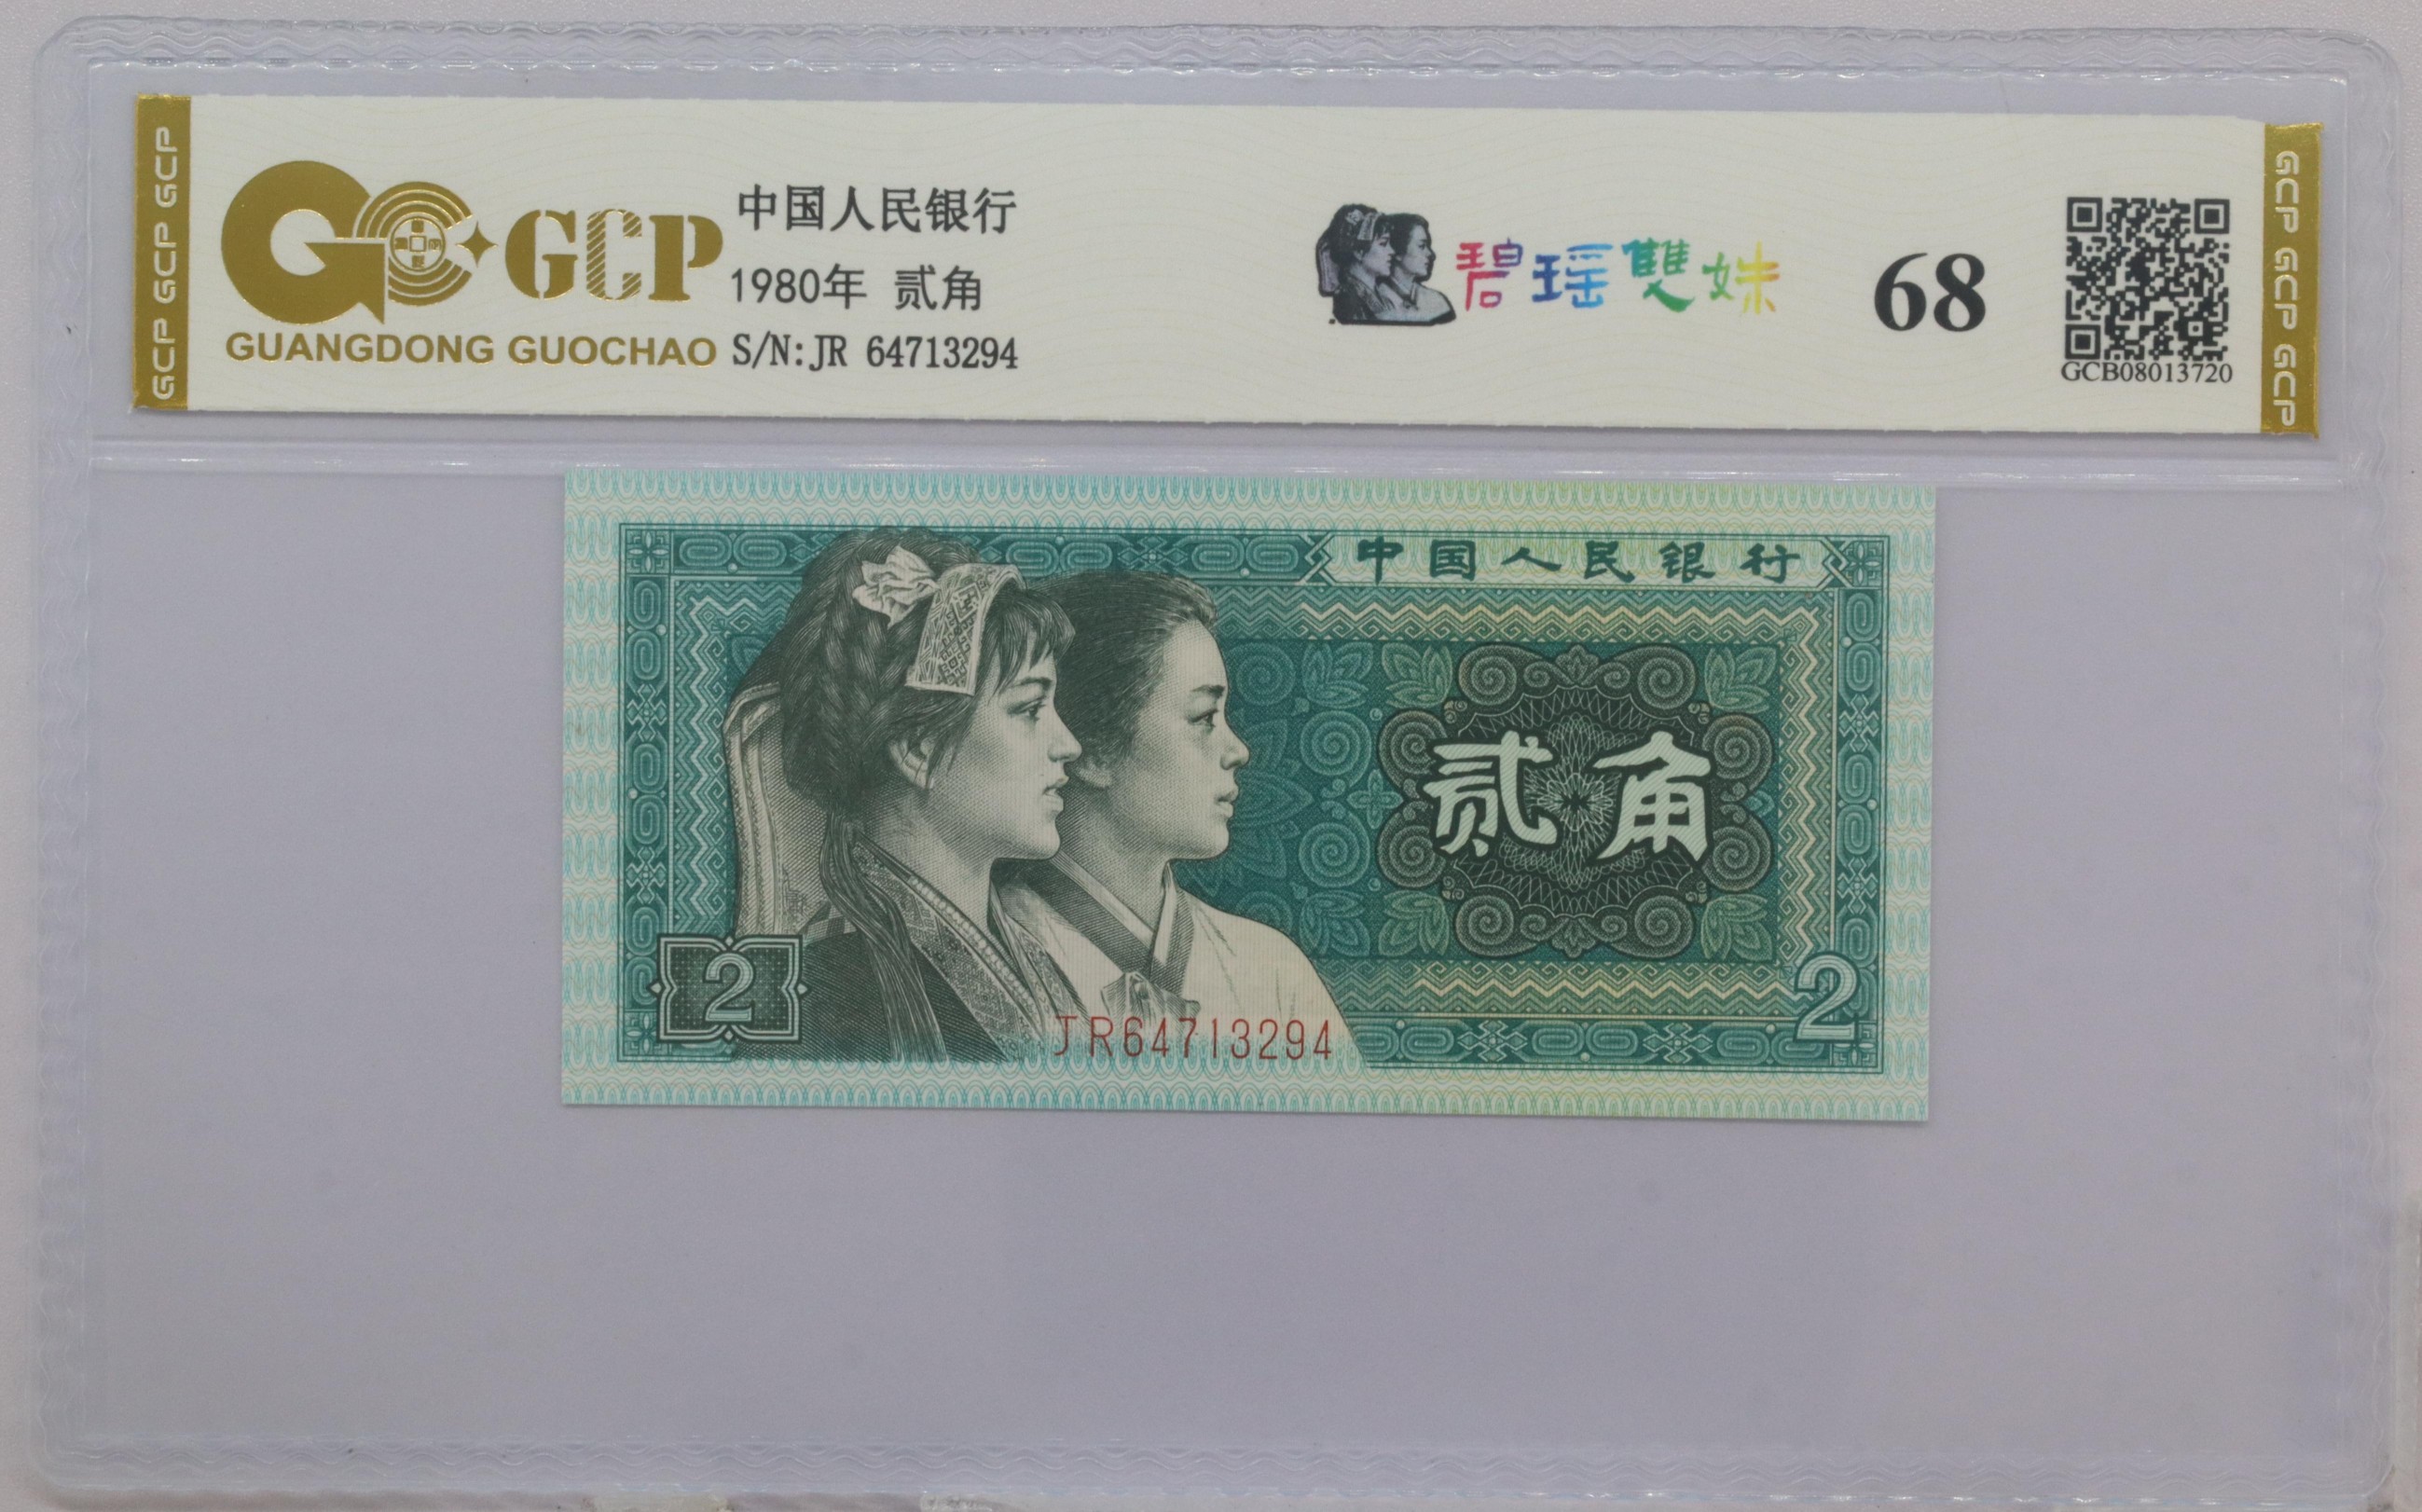 GCP GCP GCP
GCP
GUANGDONG GUOCHAO
中国人民银行
1980年 贰角
S/N:JR 64713294
碧瑶雙姝
68
GCB08013720
GCP GCP GCP
中国人民银行
贰角
2
JR64713294
2